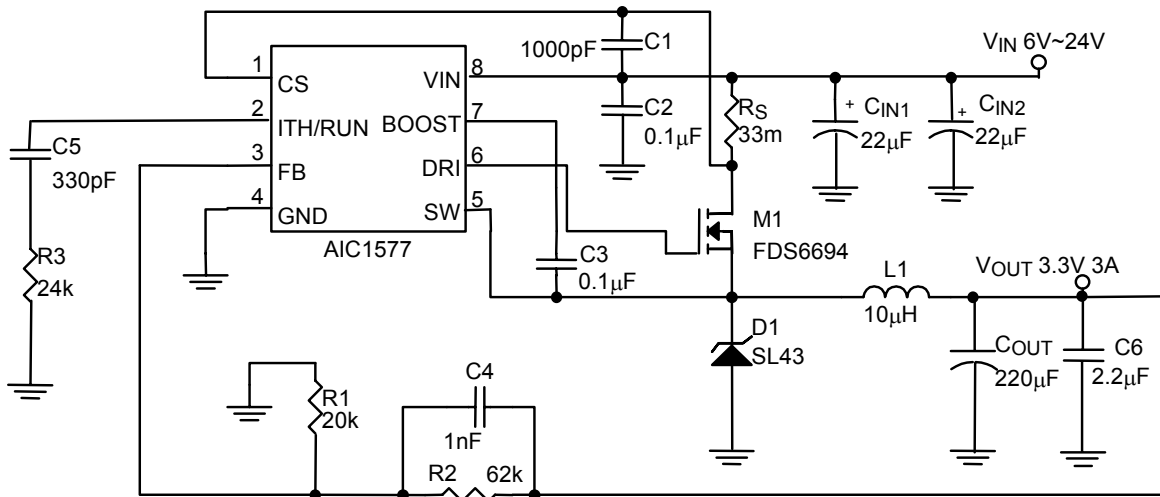 C1
1000pF
VIN 6V~24V
1
CS
VIN
8
2
ITH/RUN
BOOST
7
3
FB
DRI
6
4
GND
SW
5
AIC1577
C2
0.1µF
RS
33m
+
CIN1
22µF
+
CIN2
22µF
C5
330pF
R3
24k
C3
0.1µF
M1
FDS6694
L1
10µH
VOUT 3.3V 3A
D1
SL43
COUT
220µF
C6
2.2µF
R1
20k
C4
1nF
R2
62k